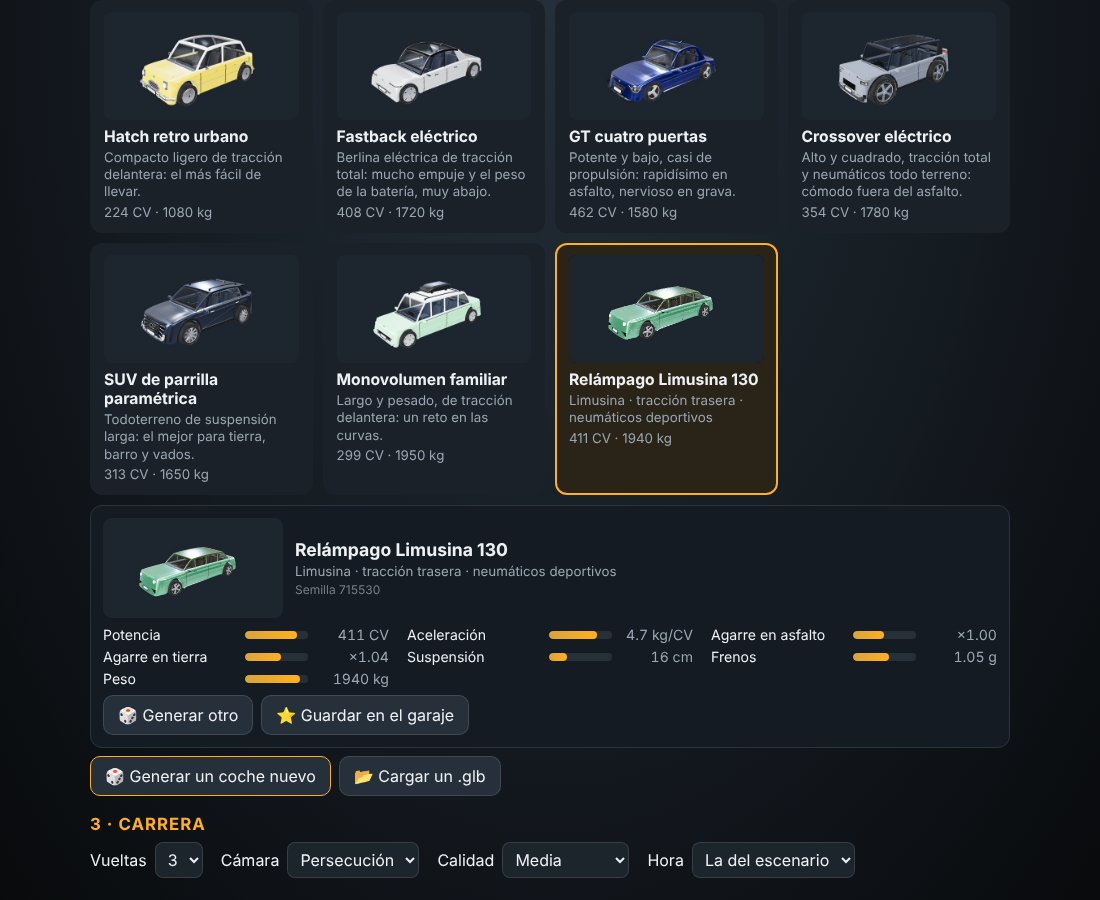 Hatch retro urbano
Compacto ligero de tracción
delantera: el más fácil de
llevar.
224 CV · 1080 kg
Fastback eléctrico
Berlina eléctrica de tracción
total: mucho empuje y el peso
de la batería, muy abajo.
408 CV · 1720 kg
GT cuatro puertas
Potente y bajo, casi de
propulsión: rapidísimo en
asfalto, nervioso en grava.
462 CV · 1580 kg
Crossover eléctrico
Alto y cuadrado, tracción total
y neumáticos todo terreno:
cómodo fuera del asfalto.
354 CV · 1780 kg
SUV de parrilla
paramétrica
Todoterreno de suspensión
larga: el mejor para tierra,
barro y vados.
313 CV · 1650 kg
Monovolumen familiar
Largo y pesado, de tracción
delantera: un reto en las
curvas.
299 CV · 1950 kg
Relámpago Limusina 130
Limusina · tracción trasera ·
neumáticos deportivos
411 CV · 1940 kg
Relámpago Limusina 130
Limusina · tracción trasera · neumáticos deportivos
Semilla 715530
Potencia 411 CV Aceleración 4.7 kg/CV Agarre en asfalto ×1.00
Agarre en tierra ×1.04 Suspensión 16 cm Frenos 1.05 g
Peso 1940 kg
🎲 Generar otro ⭐ Guardar en el garaje
🎲 Generar un coche nuevo 📂 Cargar un .glb
3 · CARRERA
Vueltas 3 Cámara Persecución Calidad Media Hora La del escenario